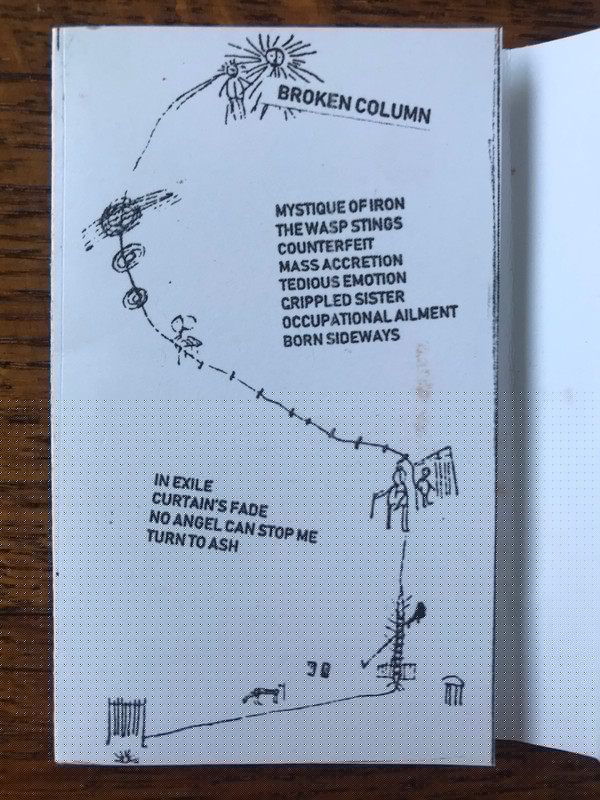 BROKEN COLUMN
MYSTIQUE OF IRON
THE WASP STINGS
COUNTERFEIT
MASS ACCRETION
TEDIOUS EMOTION
CRIPPLED SISTER
OCCUPATIONAL AILMENT
BORN SIDEWAYS
IN EXILE
CURTAIN'S FADE
NO ANGEL CAN STOP ME
TURN TO ASH